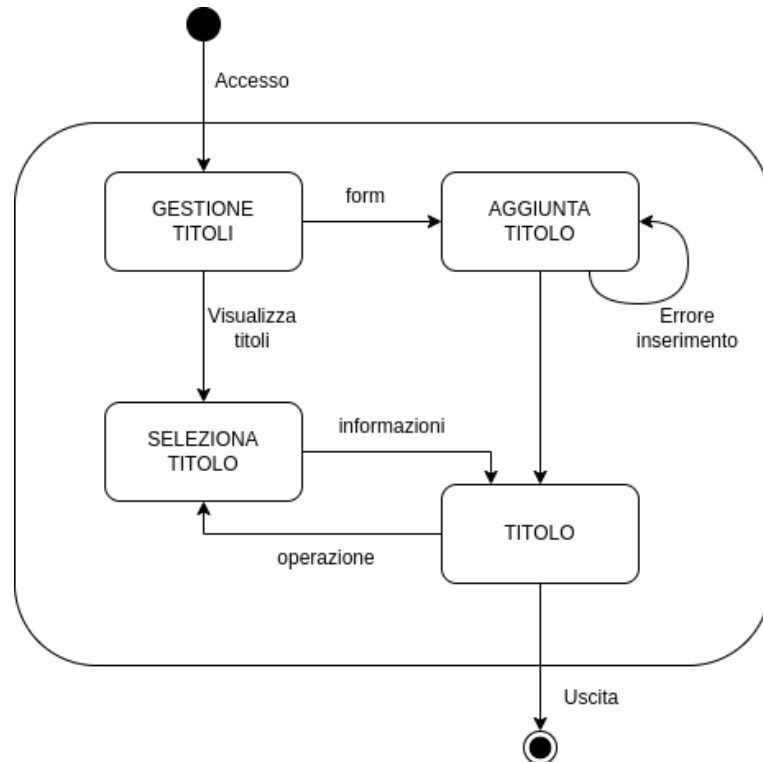 Accesso
GESTIONE
TITOLI
form
AGGIUNTA
TITOLO
Visualizza
titoli
Errore
inserimento
SELEZIONA
TITOLO
informazioni
TITOLO
operazione
Uscita